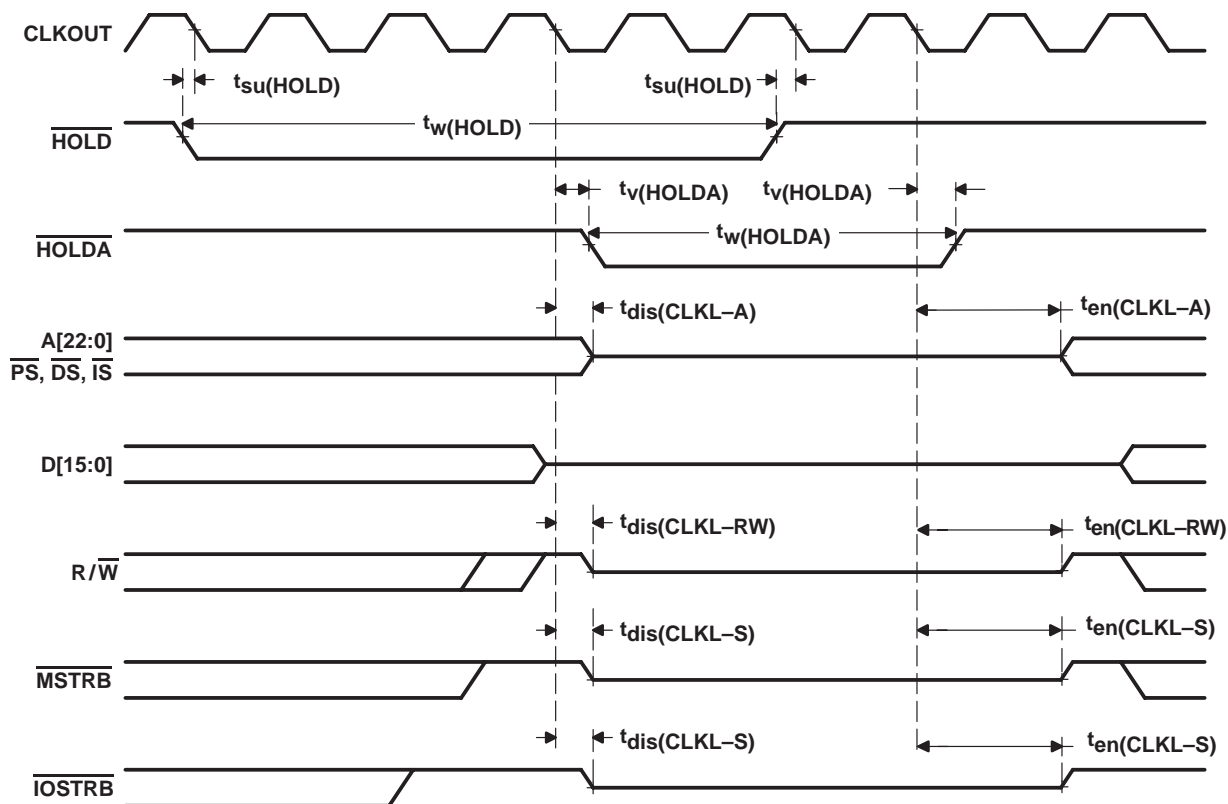 CLKOUT
tsu(HOLD)
tsu(HOLD)
HOLD
tw(HOLD)
tv(HOLDA)
tv(HOLDA)
HOLDA
tw(HOLDA)
tdis(CLKL–A)
ten(CLKL–A)
A[22:0]
PS, DS, IS
D[15:0]
tdis(CLKL–RW)
ten(CLKL–RW)
R/W
tdis(CLKL–S)
ten(CLKL–S)
MSTRB
tdis(CLKL–S)
ten(CLKL–S)
IOSTRB